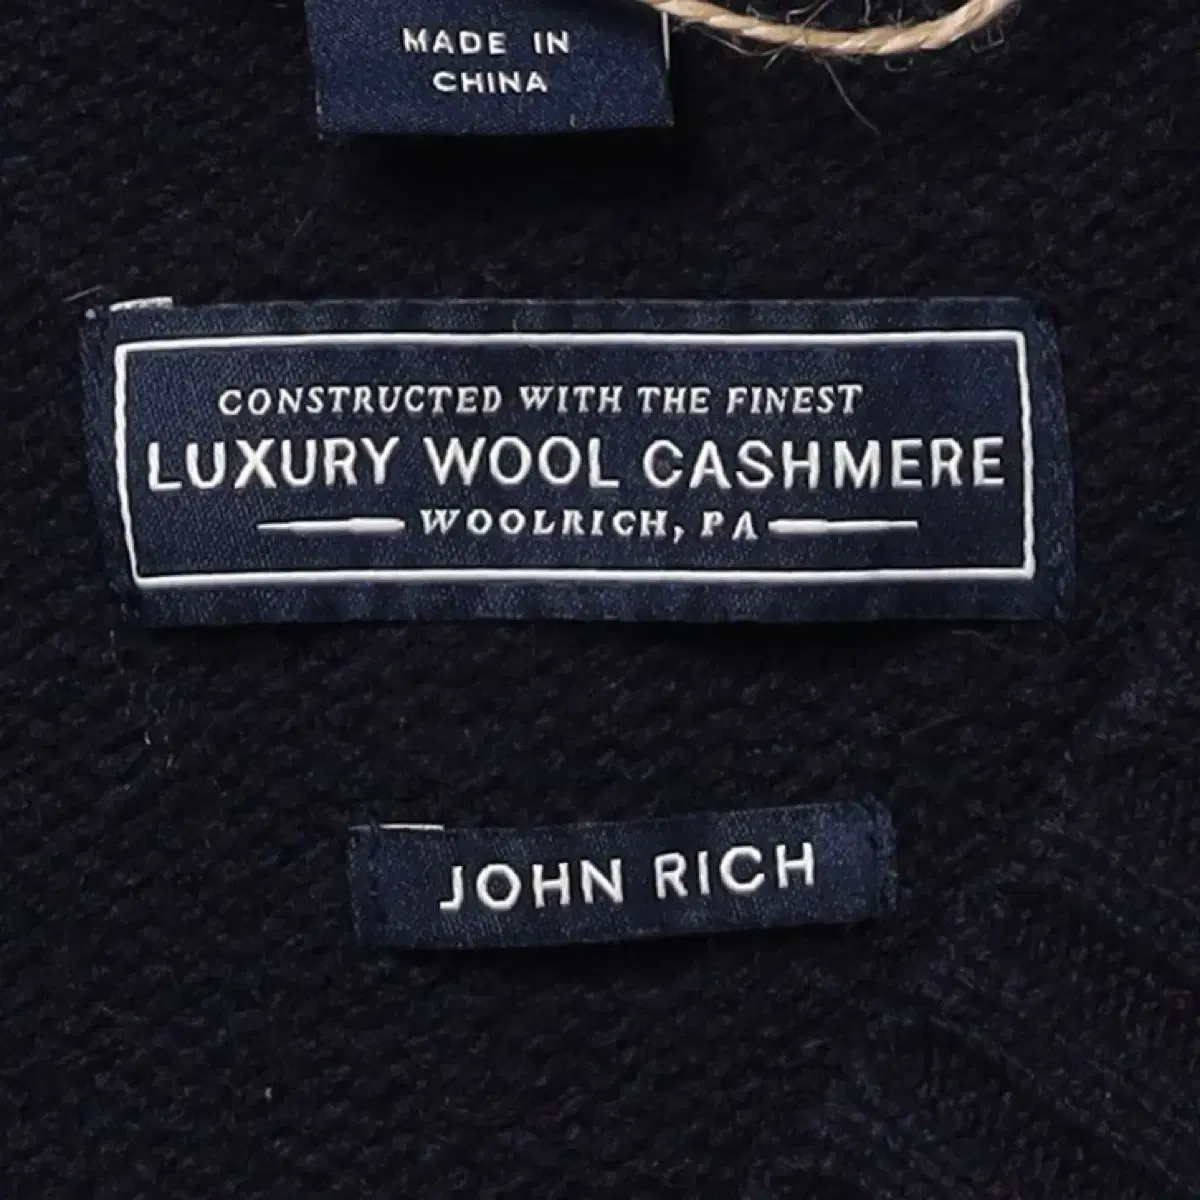 MADE IN
CHINA
CONSTRUCTED WITH THE FINEST
LUXURY WOOL CASHMERE
WOOLRICH, PA
JOHN RICH